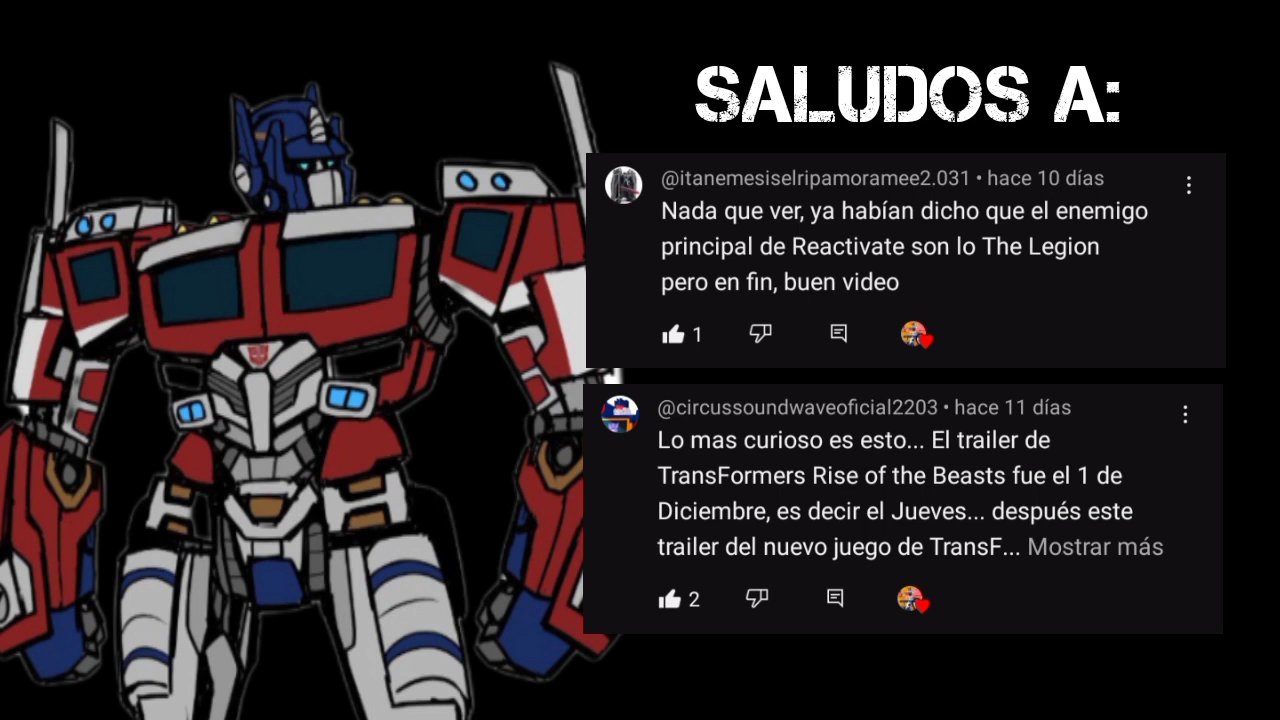 SALUDOS A:
@itanemesiselripamoramee2.031 • hace 10 días
Nada que ver, ya habían dicho que el enemigo
principal de Reactivate son lo The Legion
pero en fin, buen video
1
@circussoundwaveoficial2203 • hace 11 días
Lo mas curioso es esto... El trailer de
TransFormers Rise of the Beasts fue el 1 de
Diciembre, es decir el Jueves... después este
trailer del nuevo juego de TransF... Mostrar más
2